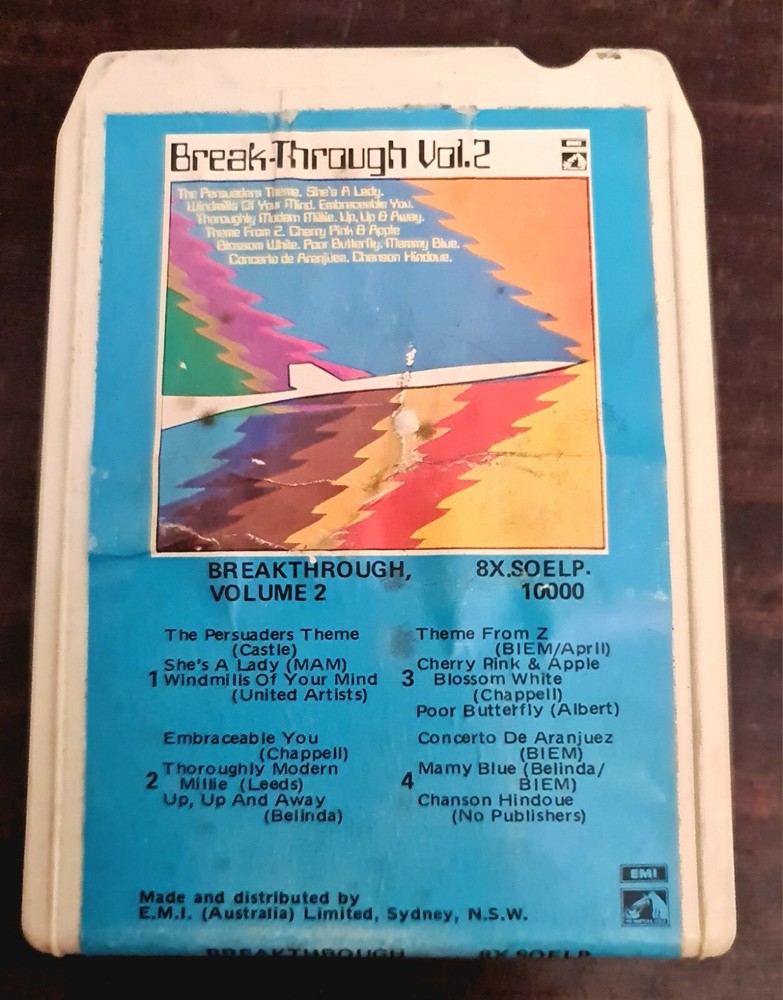 Break-Through Vol.2
The Persuaders Theme. She's A Lady.
Windmills Of Your Mind. Embraceable You.
Thoroughly Modern Millie. Up, Up & Away.
Theme From Z. Cherry Pink & Apple
Blossom White. Poor Butterfly. Mammy Blue.
Concerto de Aranjuee. Chanson Hindoue.
BREAKTHROUGH, 8X.SOELP.
VOLUME 2 10000
1
The Persuaders Theme
(Castle)
She's A Lady (MAM)
Windmills Of Your Mind
(United Artists)
2
Embraceable You
(Chappell)
Thoroughly Modern
Millie (Leeds)
Up, Up And Away
(Belinda)
3
Theme From Z
(BIEM/April)
Cherry Pink & Apple
Blossom White
(Chappell)
Poor Butterfly (Albert)
4
Concerto De Aranjuez
(BIEM)
Mamy Blue (Belinda/
BIEM)
Chanson Hindoue
(No Publishers)
EMI
Made and distributed by
E.M.I. (Australia) Limited, Sydney, N.S.W.
BREAKTHROUGH 8X.SOELP